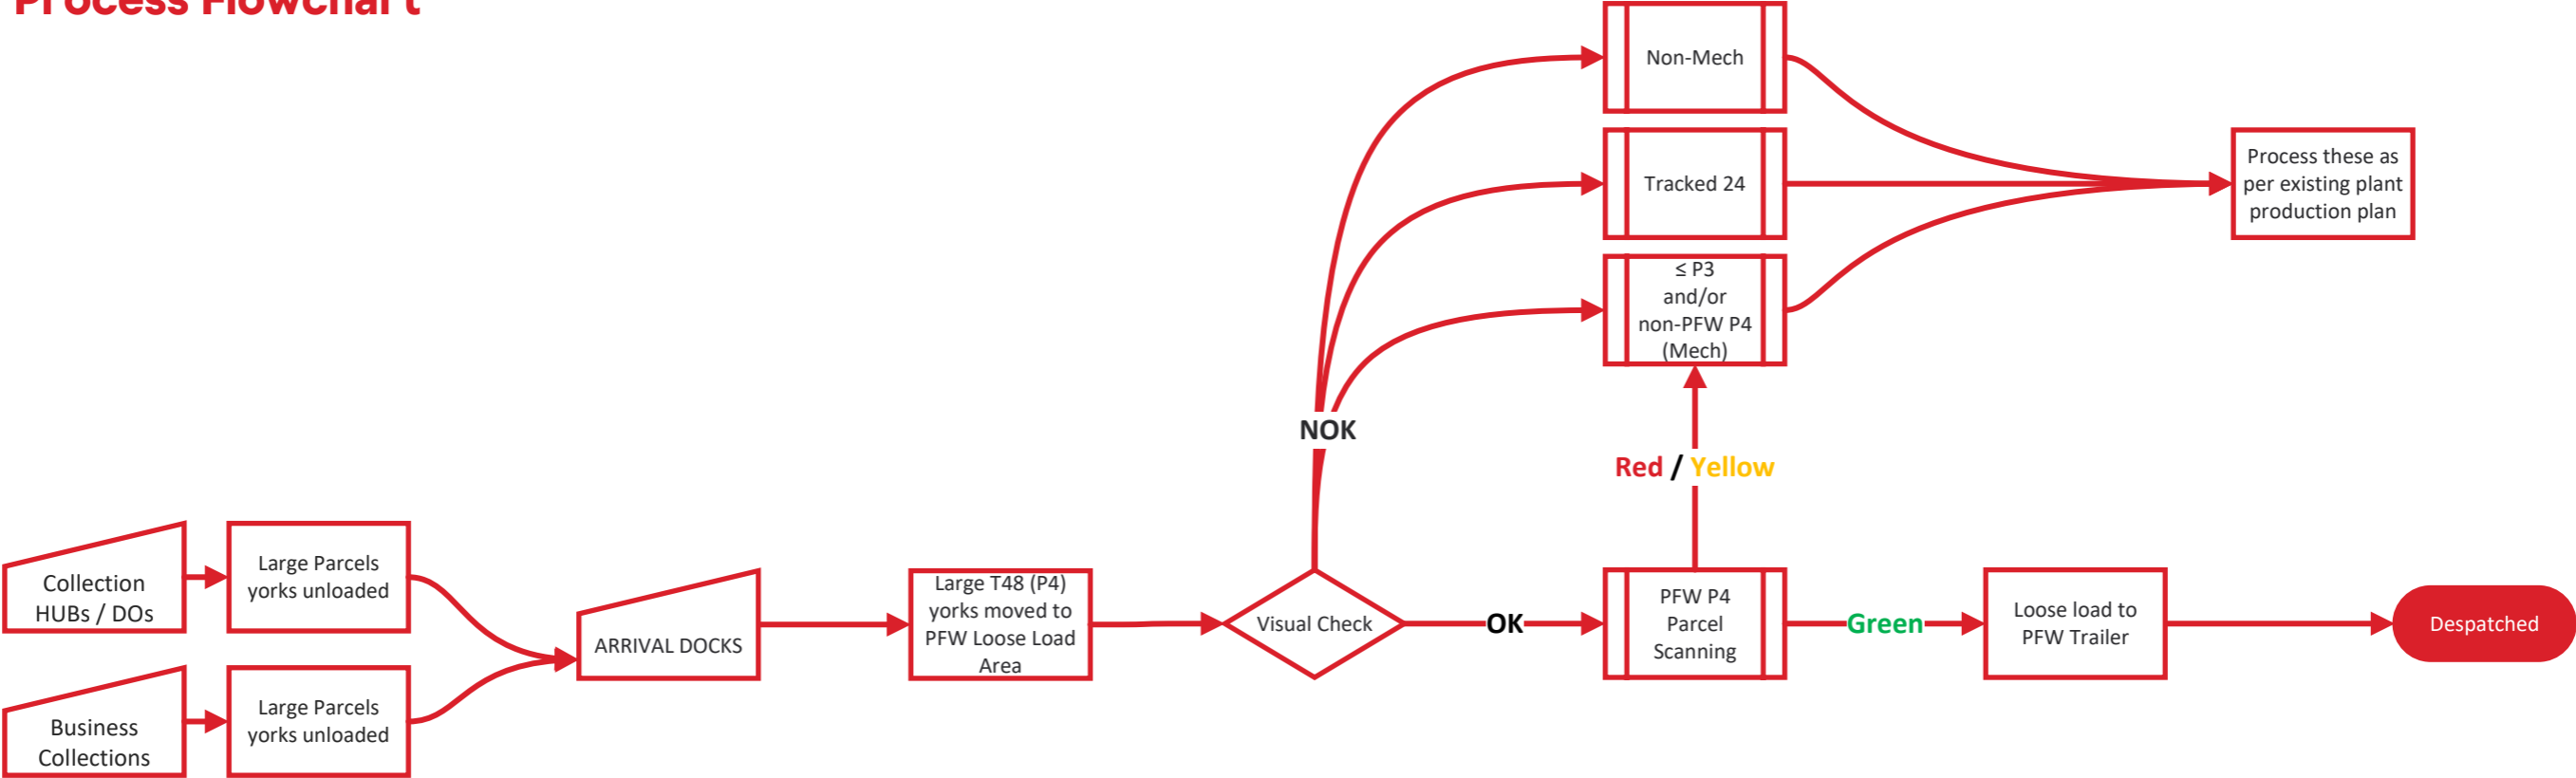 Process Flowchart
Non-Mech
Tracked 24
≤ P3
and/or
non-PFW P4
(Mech)
Process these as
per existing plant
production plan
NOK
Red / Yellow
Collection
HUBs / DOs
Large Parcels
yorks unloaded
Business
Collections
Large Parcels
yorks unloaded
ARRIVAL DOCKS
Large T48 (P4)
yorks moved to
PFW Loose Load
Area
Visual Check
OK
PFW P4
Parcel
Scanning
Green
Loose load to
PFW Trailer
Despatched